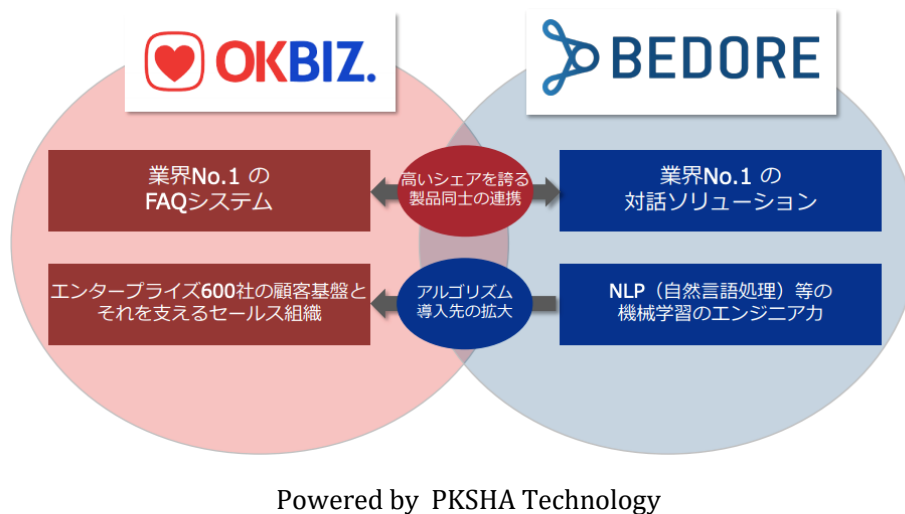 OKBIZ.
BEDORE
業界No.1 の
FAQシステム
高いシェアを誇る
製品同士の連携
業界No.1 の
対話ソリューション
エンタープライズ600社の顧客基盤と
それを支えるセールス組織
アルゴリズム
導入先の拡大
NLP（自然言語処理）等の
機械学習のエンジニア力
Powered by PKSHA Technology